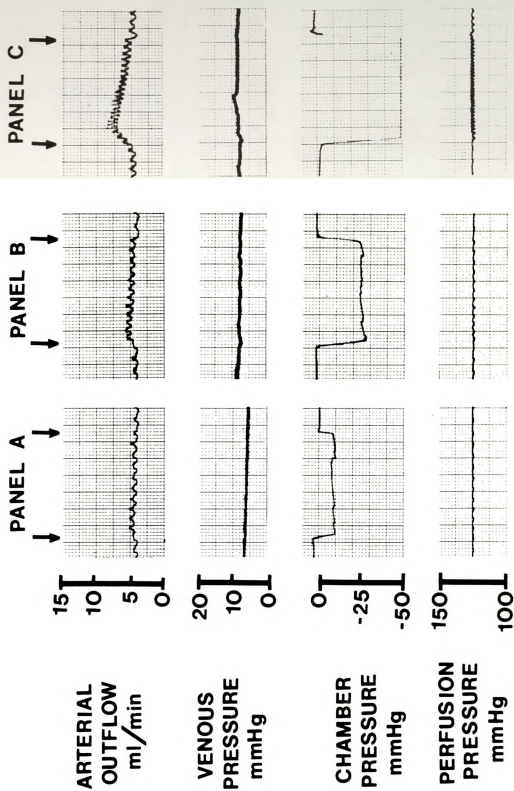 PANEL A
PANEL B
PANEL C
ARTERIAL
OUTFLOW
ml/min
15
10
5
0
VENOUS
PRESSURE
mmHg
20
10
0
CHAMBER
PRESSURE
mmHg
0
-25
-50
PERFUSION
PRESSURE
mmHg
150
125
100